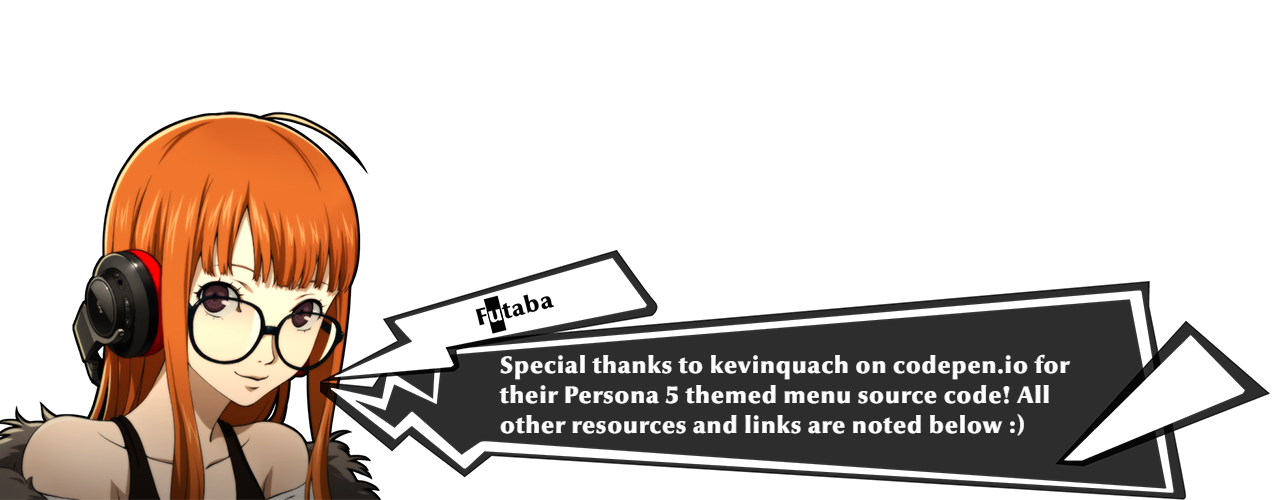 Futaba
Special thanks to kevinquach on codepen.io for
their Persona 5 themed menu source code! All
other resources and links are noted below :)